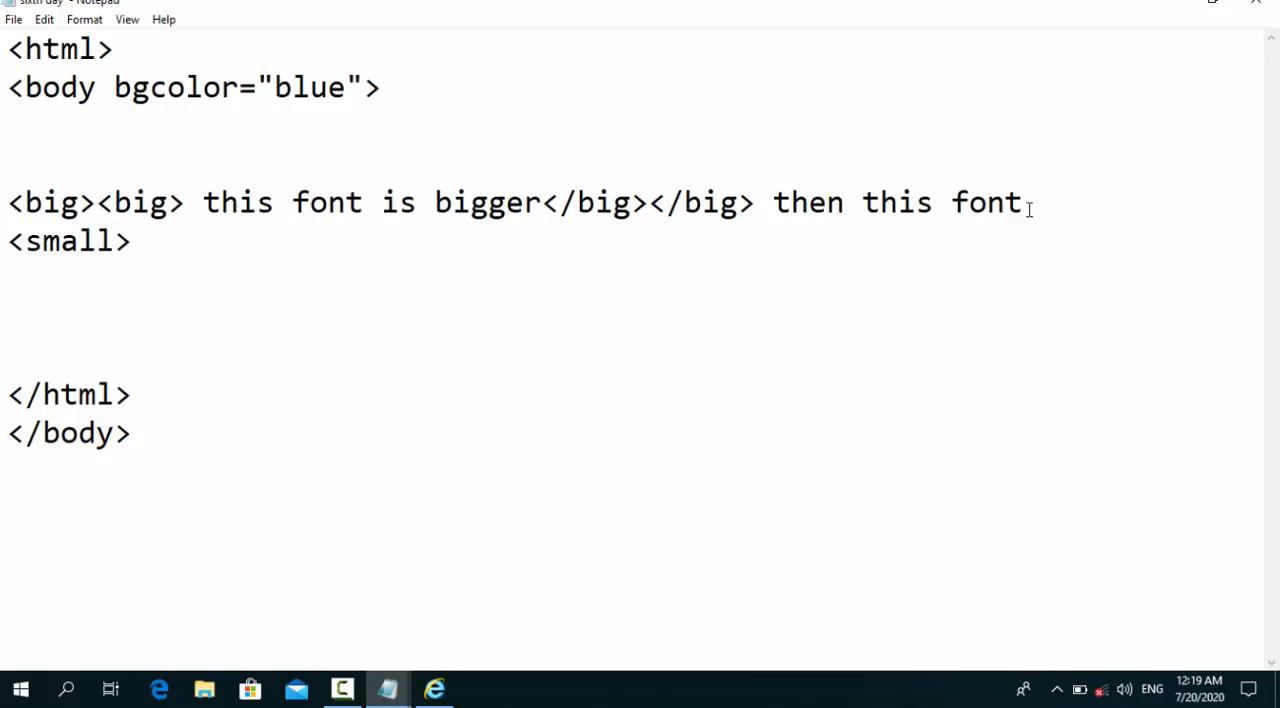 sixth day - Notepad
File Edit Format View Help
<html>
<body bgcolor="blue">
<big><big> this font is bigger</big></big> then this font
<small>
</html>
</body>
ENG
12:19 AM
7/20/2020